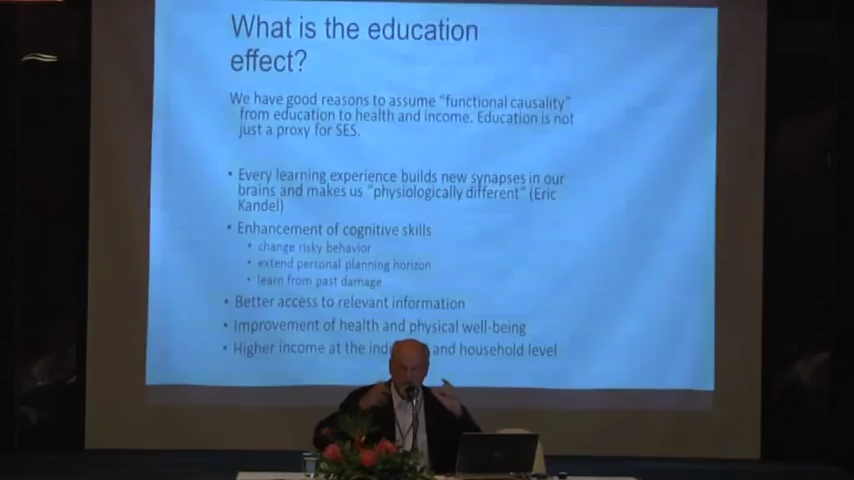 What is the education
effect?
We have good reasons to assume “functional causality”
from education to health and income. Education is not
just a proxy for SES.
• Every learning experience builds new synapses in our
brains and makes us “physiologically different” (Eric
Kandel)
• Enhancement of cognitive skills
• change risky behavior
• extend personal planning horizon
• learn from past damage
• Better access to relevant information
• Improvement of health and physical well-being
• Higher income at the and household level